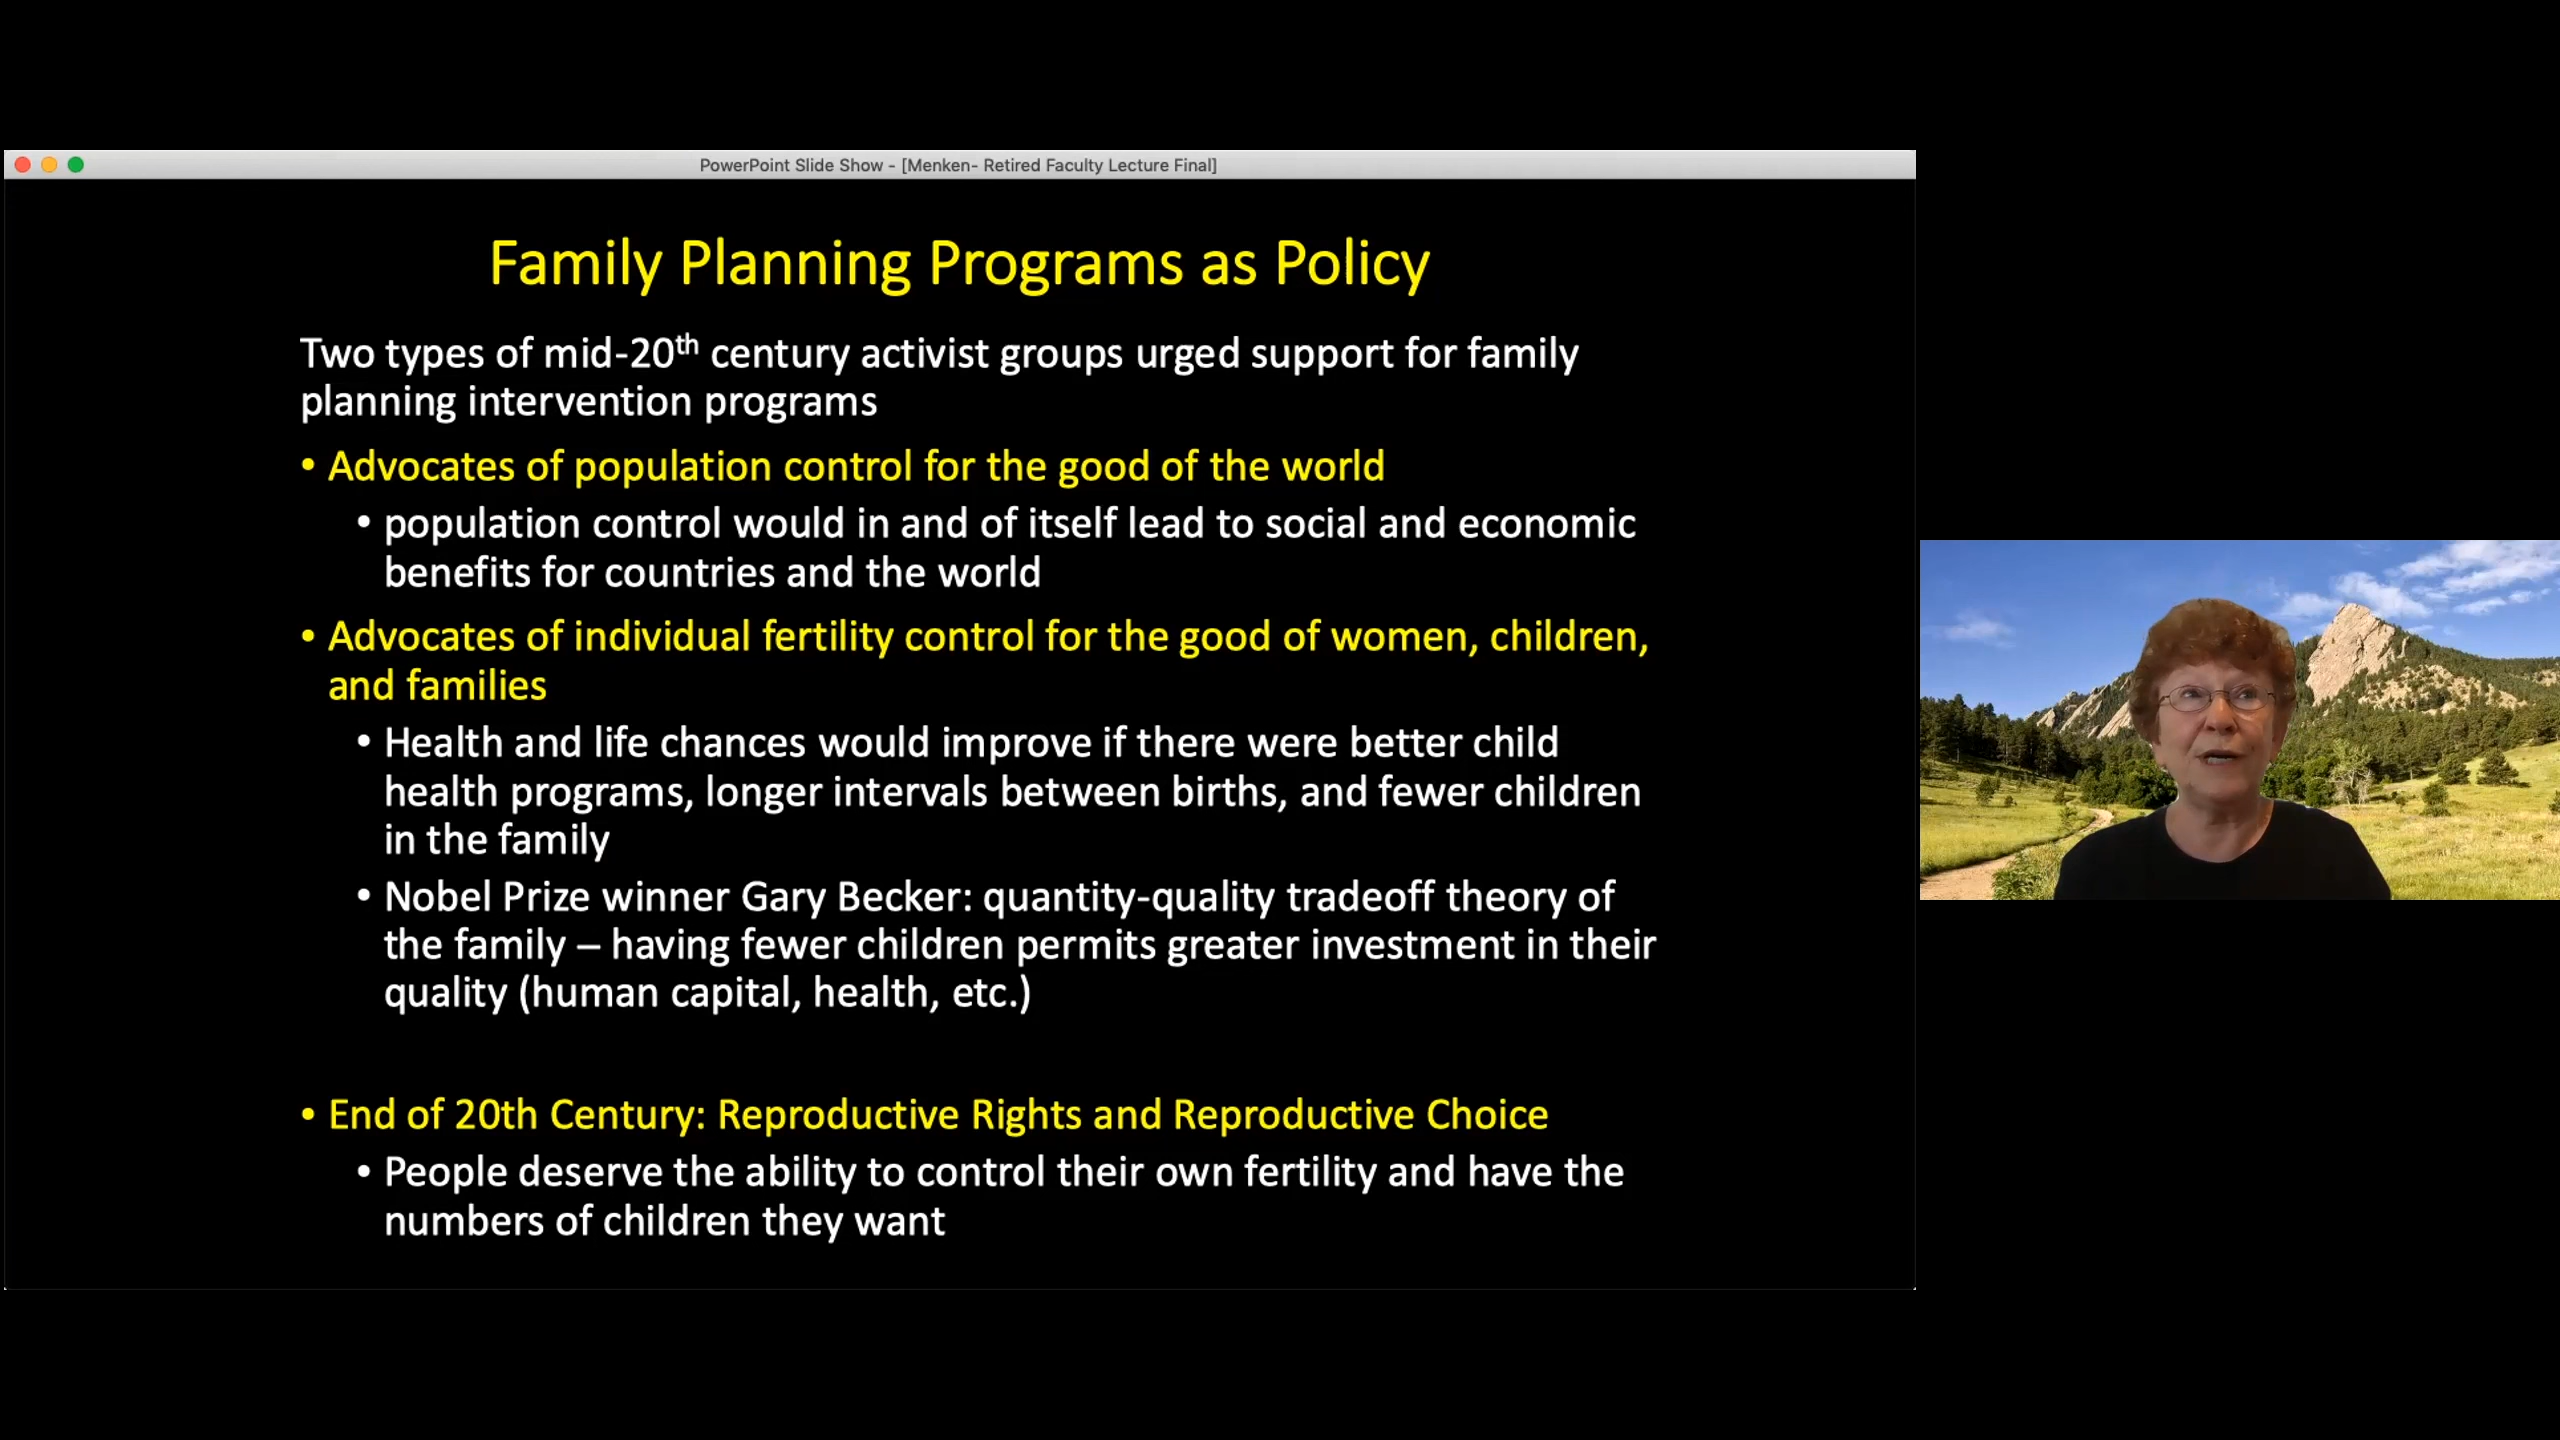 PowerPoint Slide Show - [Menken- Retired Faculty Lecture Final]
Family Planning Programs as Policy
Two types of mid-20th century activist groups urged support for family
planning intervention programs
• Advocates of population control for the good of the world
• population control would in and of itself lead to social and economic
benefits for countries and the world
• Advocates of individual fertility control for the good of women, children,
and families
• Health and life chances would improve if there were better child
health programs, longer intervals between births, and fewer children
in the family
• Nobel Prize winner Gary Becker: quantity-quality tradeoff theory of
the family – having fewer children permits greater investment in their
quality (human capital, health, etc.)
• End of 20th Century: Reproductive Rights and Reproductive Choice
• People deserve the ability to control their own fertility and have the
numbers of children they want